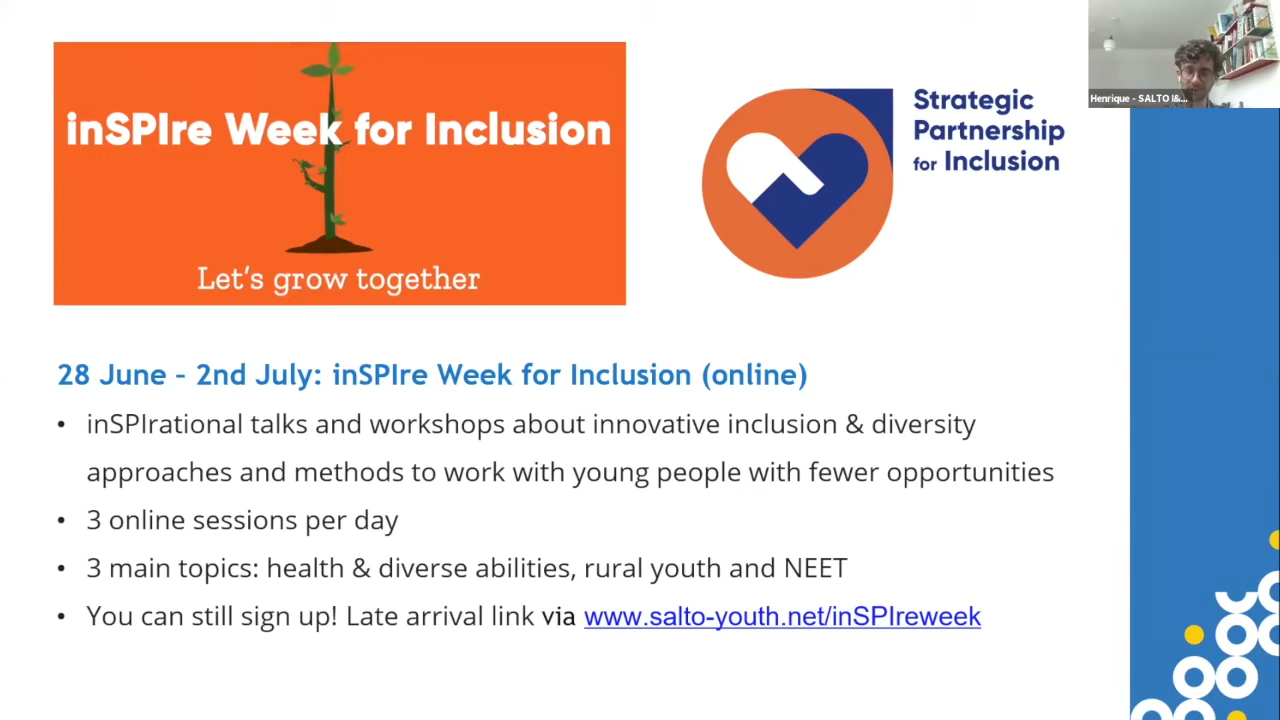 inSPIre Week for Inclusion
Let's grow together
Strategic
Partnership
for Inclusion
Henrique - SALTO I&...
28 June – 2nd July: inSPIre Week for Inclusion (online)
• inSPIrational talks and workshops about innovative inclusion & diversity
approaches and methods to work with young people with fewer opportunities
• 3 online sessions per day
• 3 main topics: health & diverse abilities, rural youth and NEET
• You can still sign up! Late arrival link via www.salto-youth.net/inSPIreweek